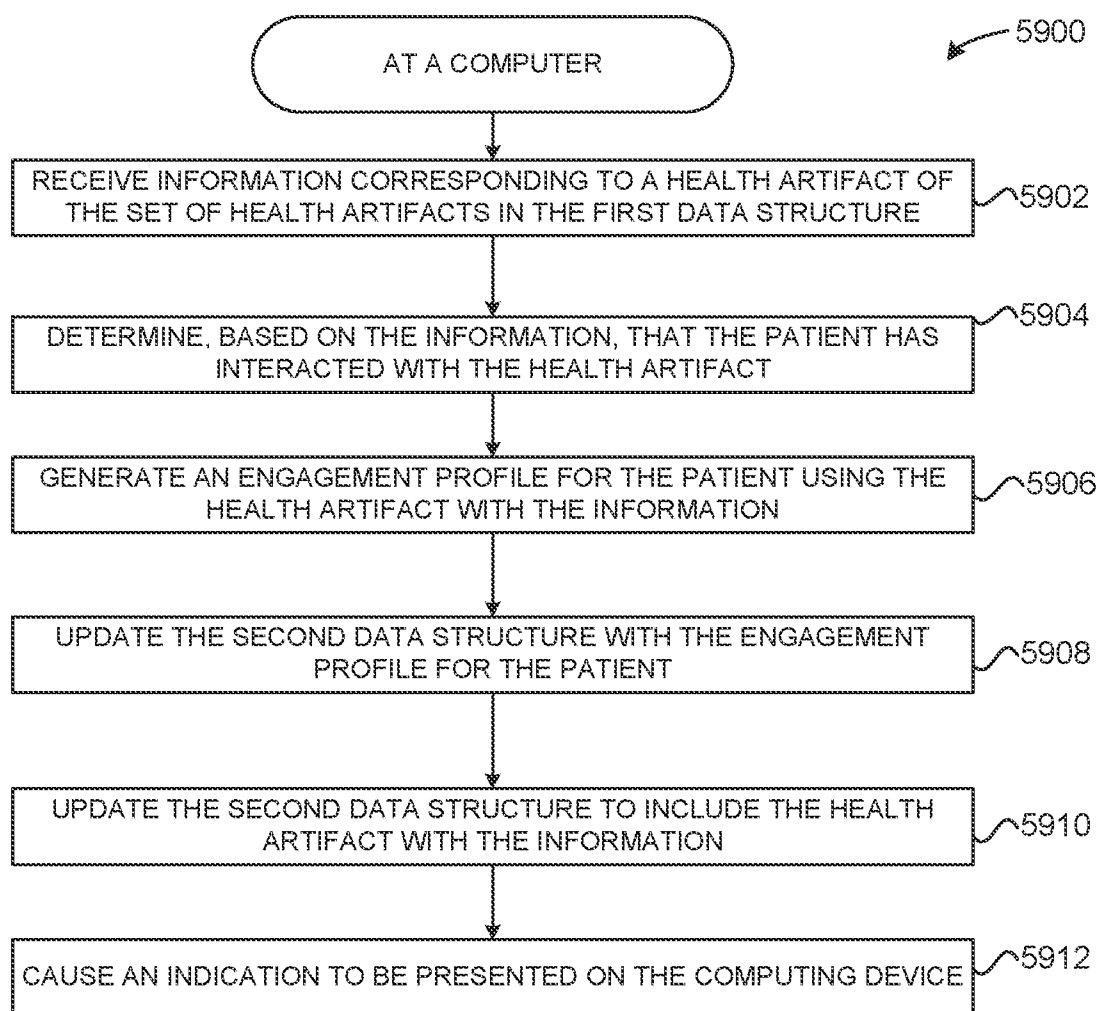 5900
AT A COMPUTER
RECEIVE INFORMATION CORRESPONDING TO A HEALTH ARTIFACT OF
THE SET OF HEALTH ARTIFACTS IN THE FIRST DATA STRUCTURE
5902
DETERMINE, BASED ON THE INFORMATION, THAT THE PATIENT HAS
INTERACTED WITH THE HEALTH ARTIFACT
5904
GENERATE AN ENGAGEMENT PROFILE FOR THE PATIENT USING THE
HEALTH ARTIFACT WITH THE INFORMATION
5906
UPDATE THE SECOND DATA STRUCTURE WITH THE ENGAGEMENT
PROFILE FOR THE PATIENT
5908
UPDATE THE SECOND DATA STRUCTURE TO INCLUDE THE HEALTH
ARTIFACT WITH THE INFORMATION
5910
CAUSE AN INDICATION TO BE PRESENTED ON THE COMPUTING DEVICE
5912